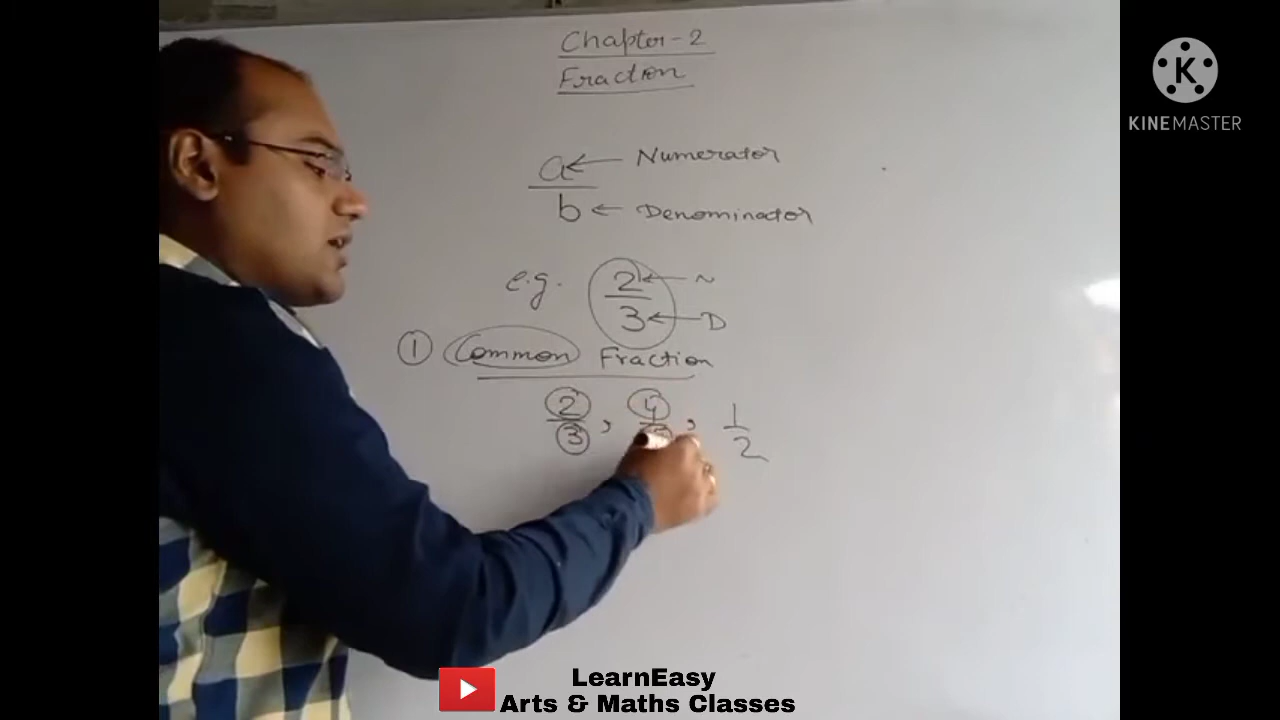 Chapter-2
Fraction
a ← Numerator
b ← Denominator
e.g. 2 ← N
3 ← D
① Common Fraction
2 , 4 , 1
3 2
KINEMASTER
LearnEasy
Arts & Maths Classes